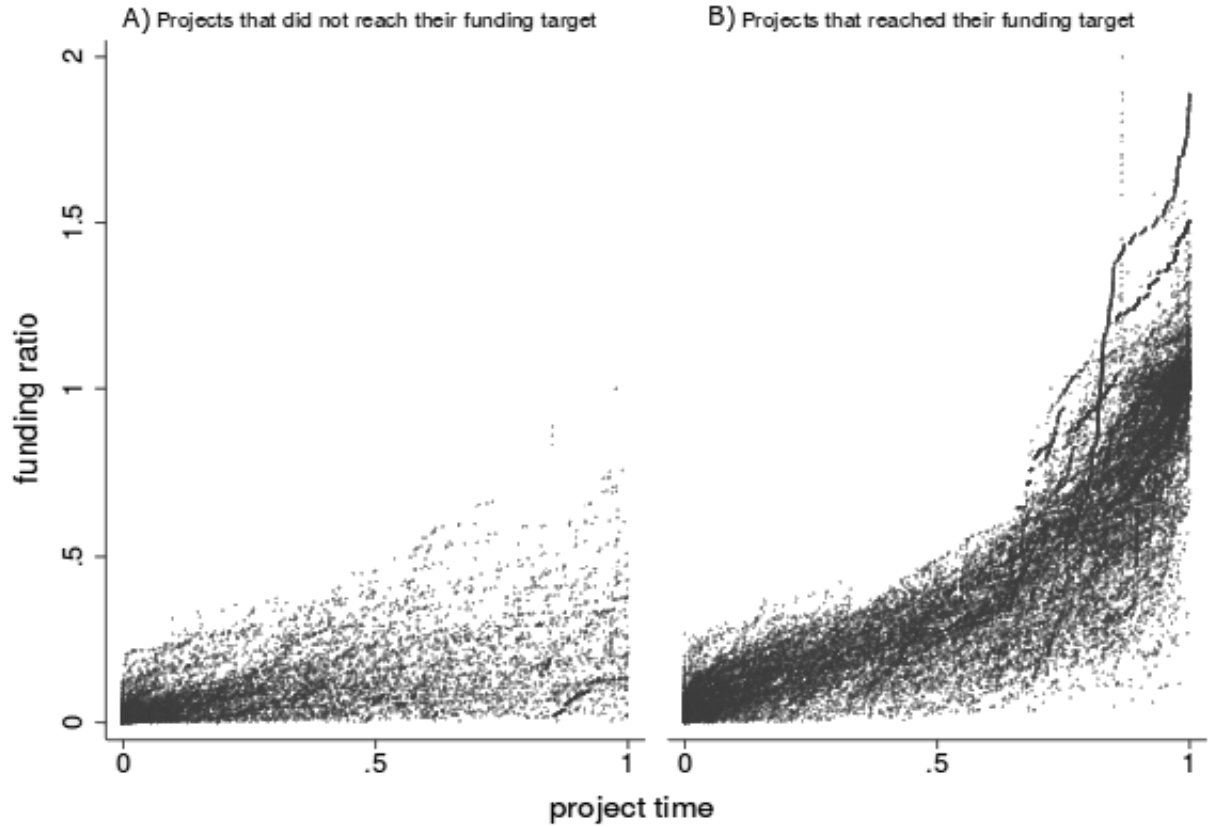 A) Projects that did not reach their funding target
B) Projects that reached their funding target
funding ratio
2
1.5
1
.5
0
0
.5
1
0
.5
1
project time